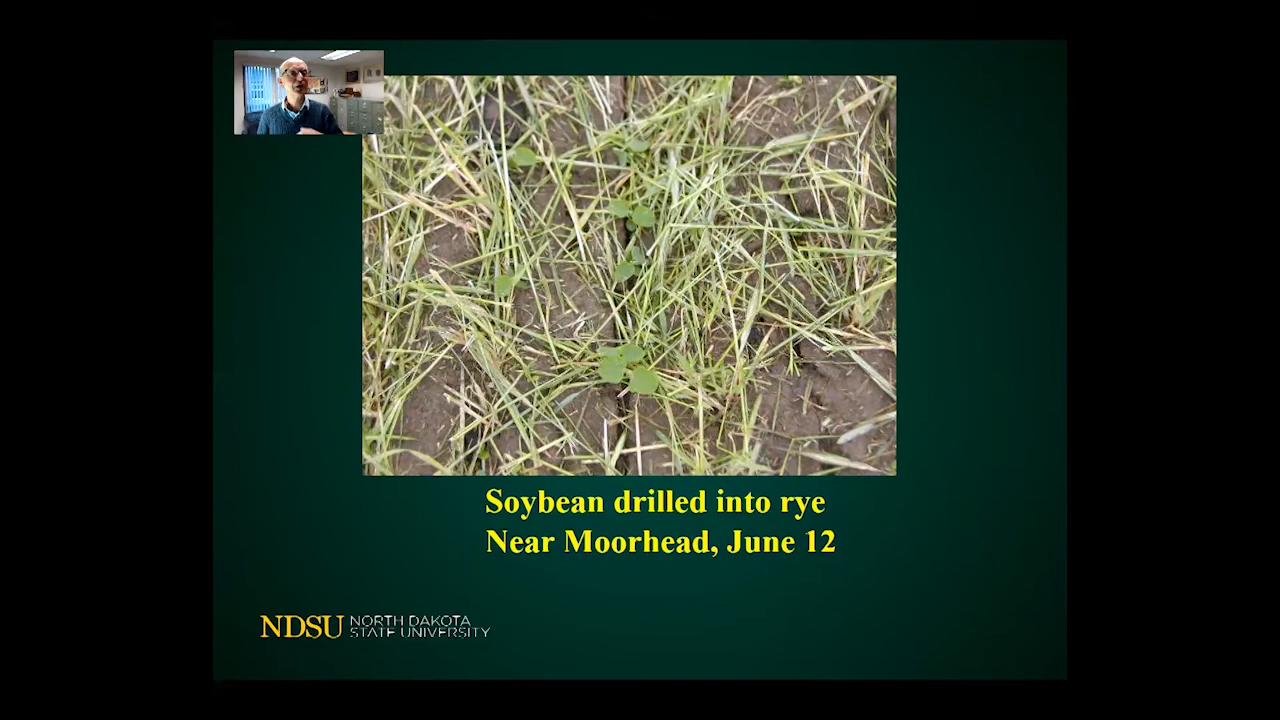 Soybean drilled into rye
Near Moorhead, June 12
NDSU NORTH DAKOTA
STATE UNIVERSITY